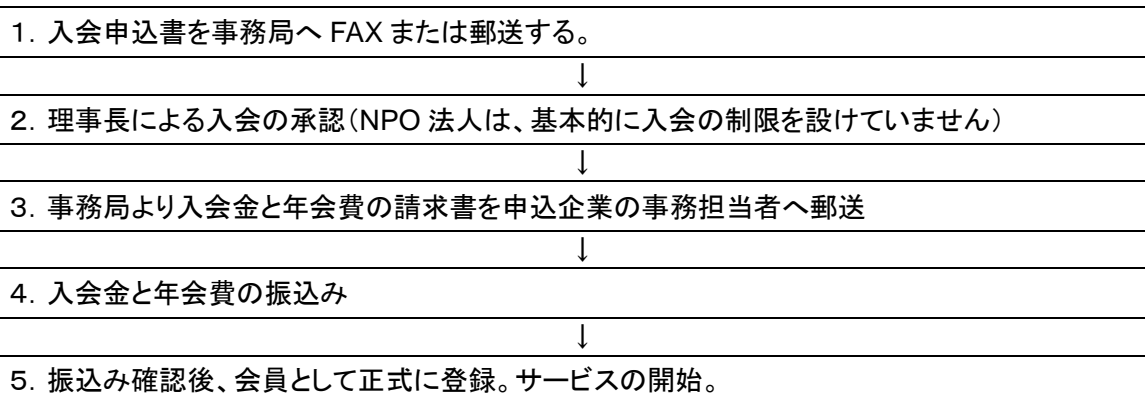 １．入会申込書を事務局へ FAX または郵送する。
↓
２．理事長による入会の承認（NPO 法人は、基本的に入会の制限を設けていません）
↓
３．事務局より入会金と年会費の請求書を申込企業の事務担当者へ郵送
↓
４．入会金と年会費の振込み
↓
５．振込み確認後、会員として正式に登録。サービスの開始。